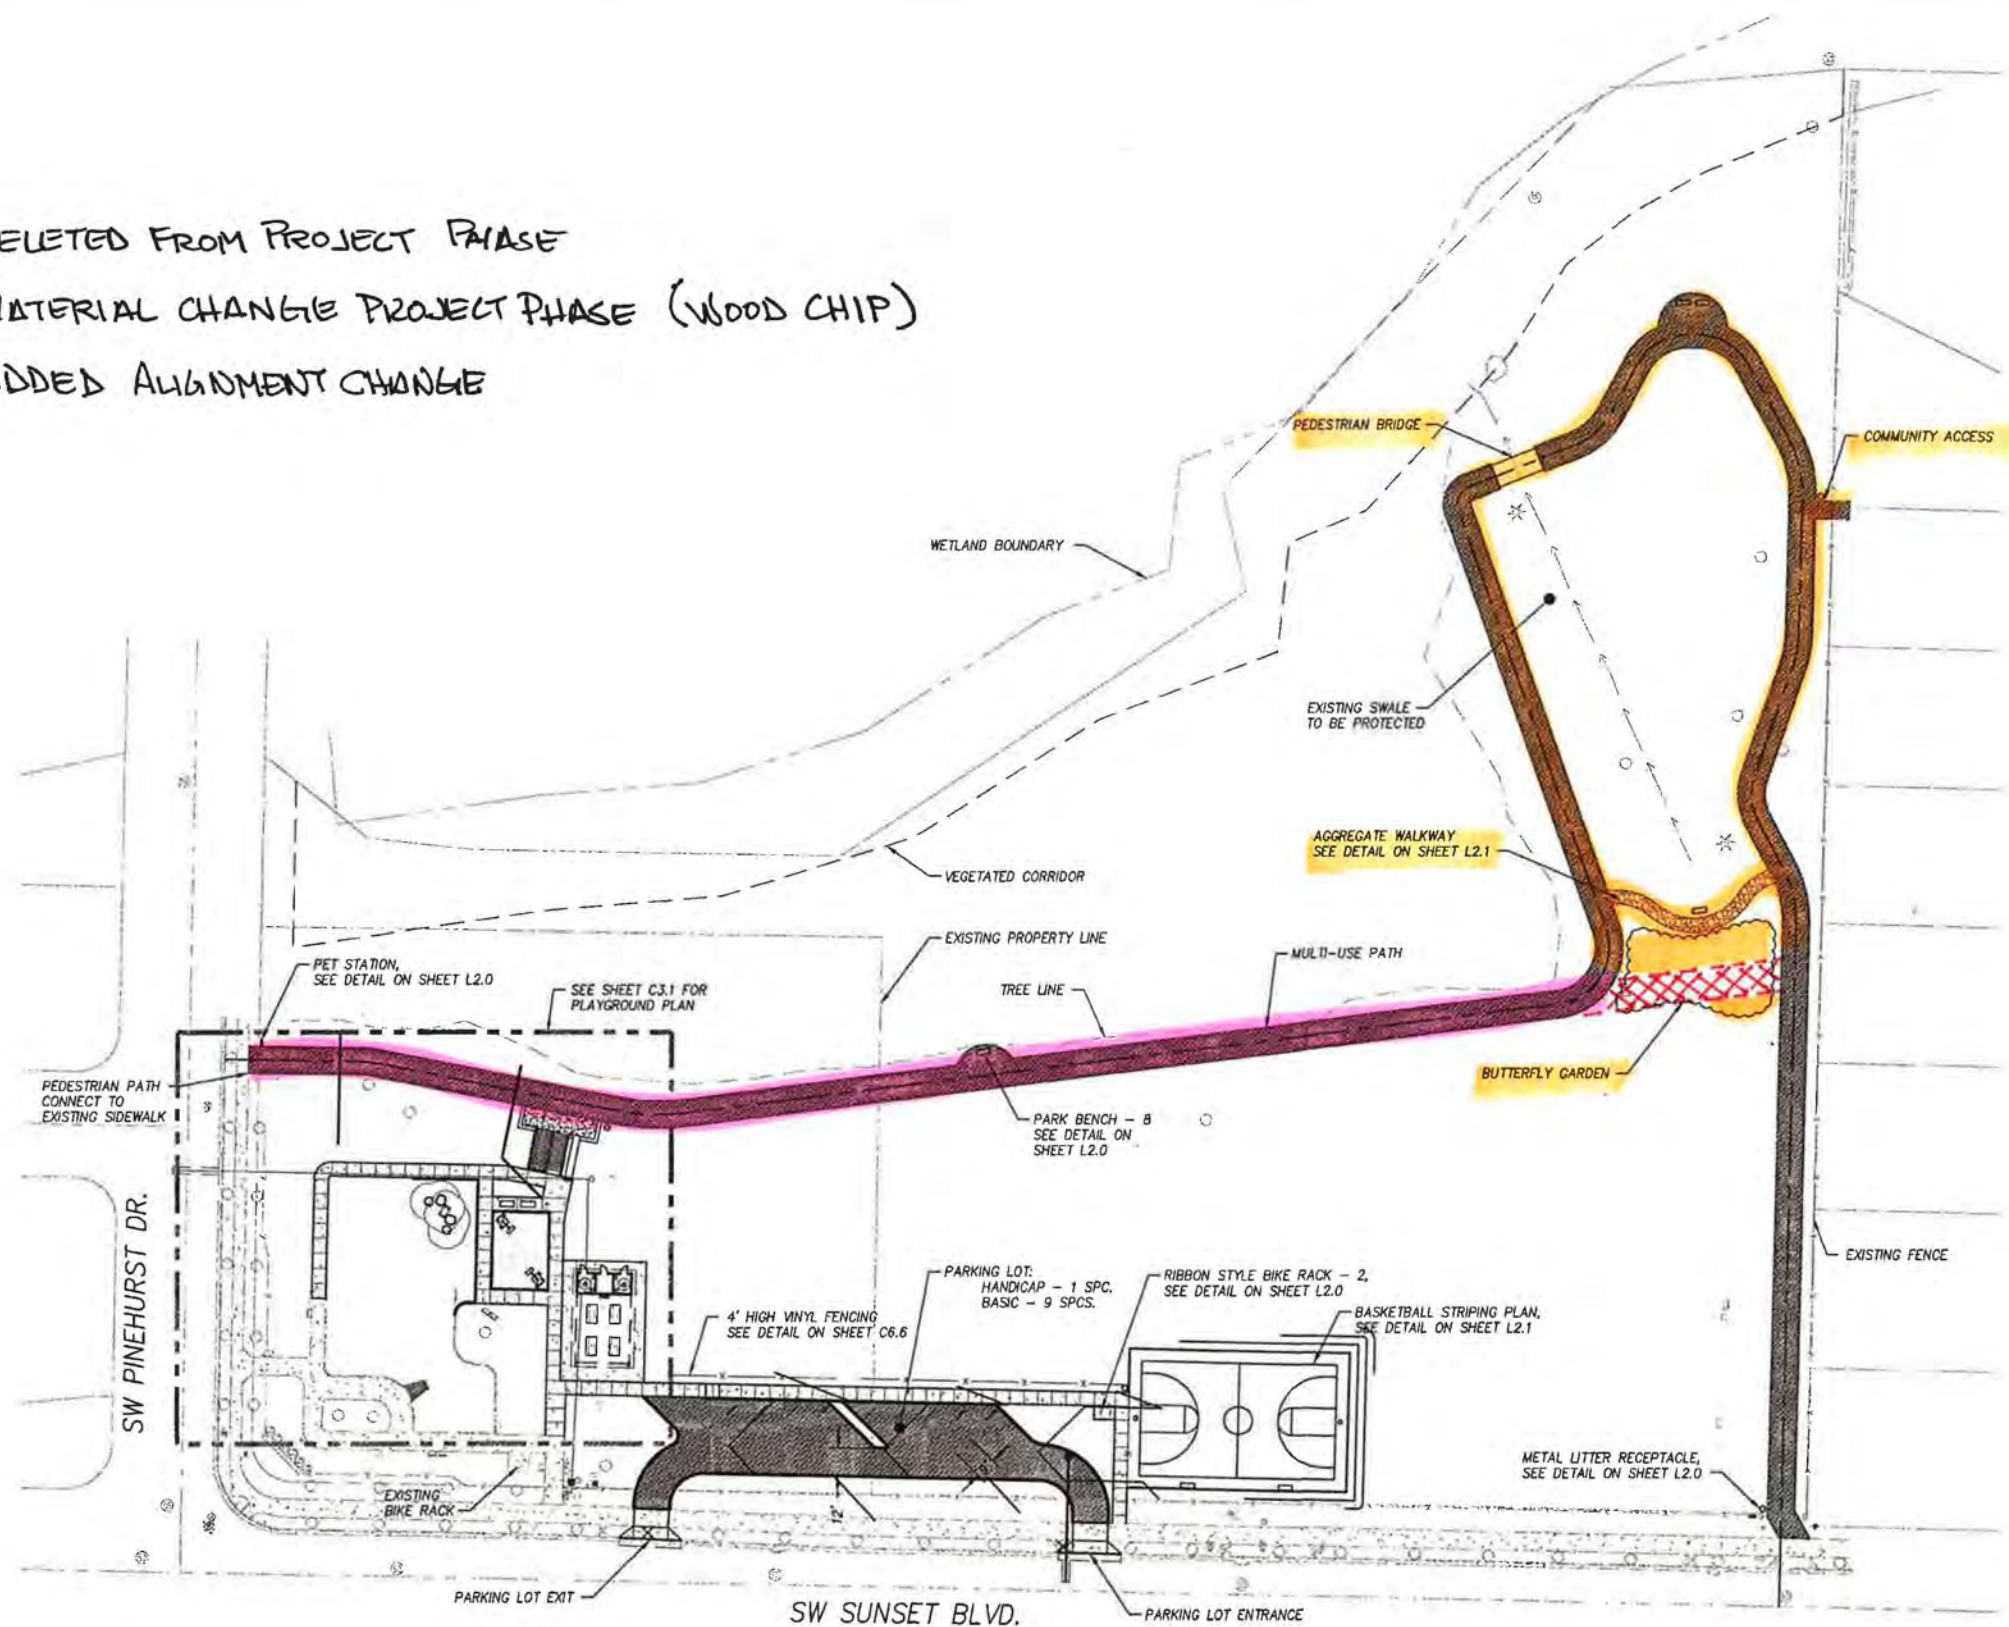 ELETED FROM PROJECT PHASE
MATERIAL CHANGE PROJECT PHASE (WOOD CHIP)
DDED ALIGNMENT CHANGE
PEDESTRIAN BRIDGE
COMMUNITY ACCESS
WETLAND BOUNDARY
EXISTING SWALE
TO BE PROTECTED
AGGREGATE WALKWAY
SEE DETAIL ON SHEET L2.1
VEGETATED CORRIDOR
EXISTING PROPERTY LINE
MULTI-USE PATH
PET STATION,
SEE DETAIL ON SHEET L2.0
SEE SHEET C3.1 FOR
PLAYGROUND PLAN
TREE LINE
BUTTERFLY GARDEN
PEDESTRIAN PATH
CONNECT TO
EXISTING SIDEWALK
PARK BENCH - 8
SEE DETAIL ON
SHEET L2.0
SW PINEHURST DR.
EXISTING FENCE
PARKING LOT:
HANDICAP - 1 SPC.
BASIC - 9 SPCS.
RIBBON STYLE BIKE RACK - 2,
SEE DETAIL ON SHEET L2.0
4' HIGH VINYL FENCING
SEE DETAIL ON SHEET C6.6
BASKETBALL STRIPING PLAN,
SEE DETAIL ON SHEET L2.1
METAL LITTER RECEPTACLE,
SEE DETAIL ON SHEET L2.0
EXISTING
BIKE RACK
12'
PARKING LOT EXIT
SW SUNSET BLVD.
PARKING LOT ENTRANCE